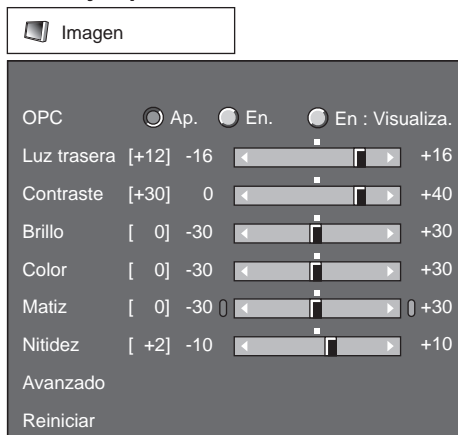 Imagen
OPC Ap. En. En : Visualiza.
Luz trasera [+12] -16 +16
Contraste [+30] 0 +40
Brillo [ 0] -30 +30
Color [ 0] -30 +30
Matiz [ 0] -30 +30
Nitidez [ +2] -10 +10
Avanzado
Reiniciar